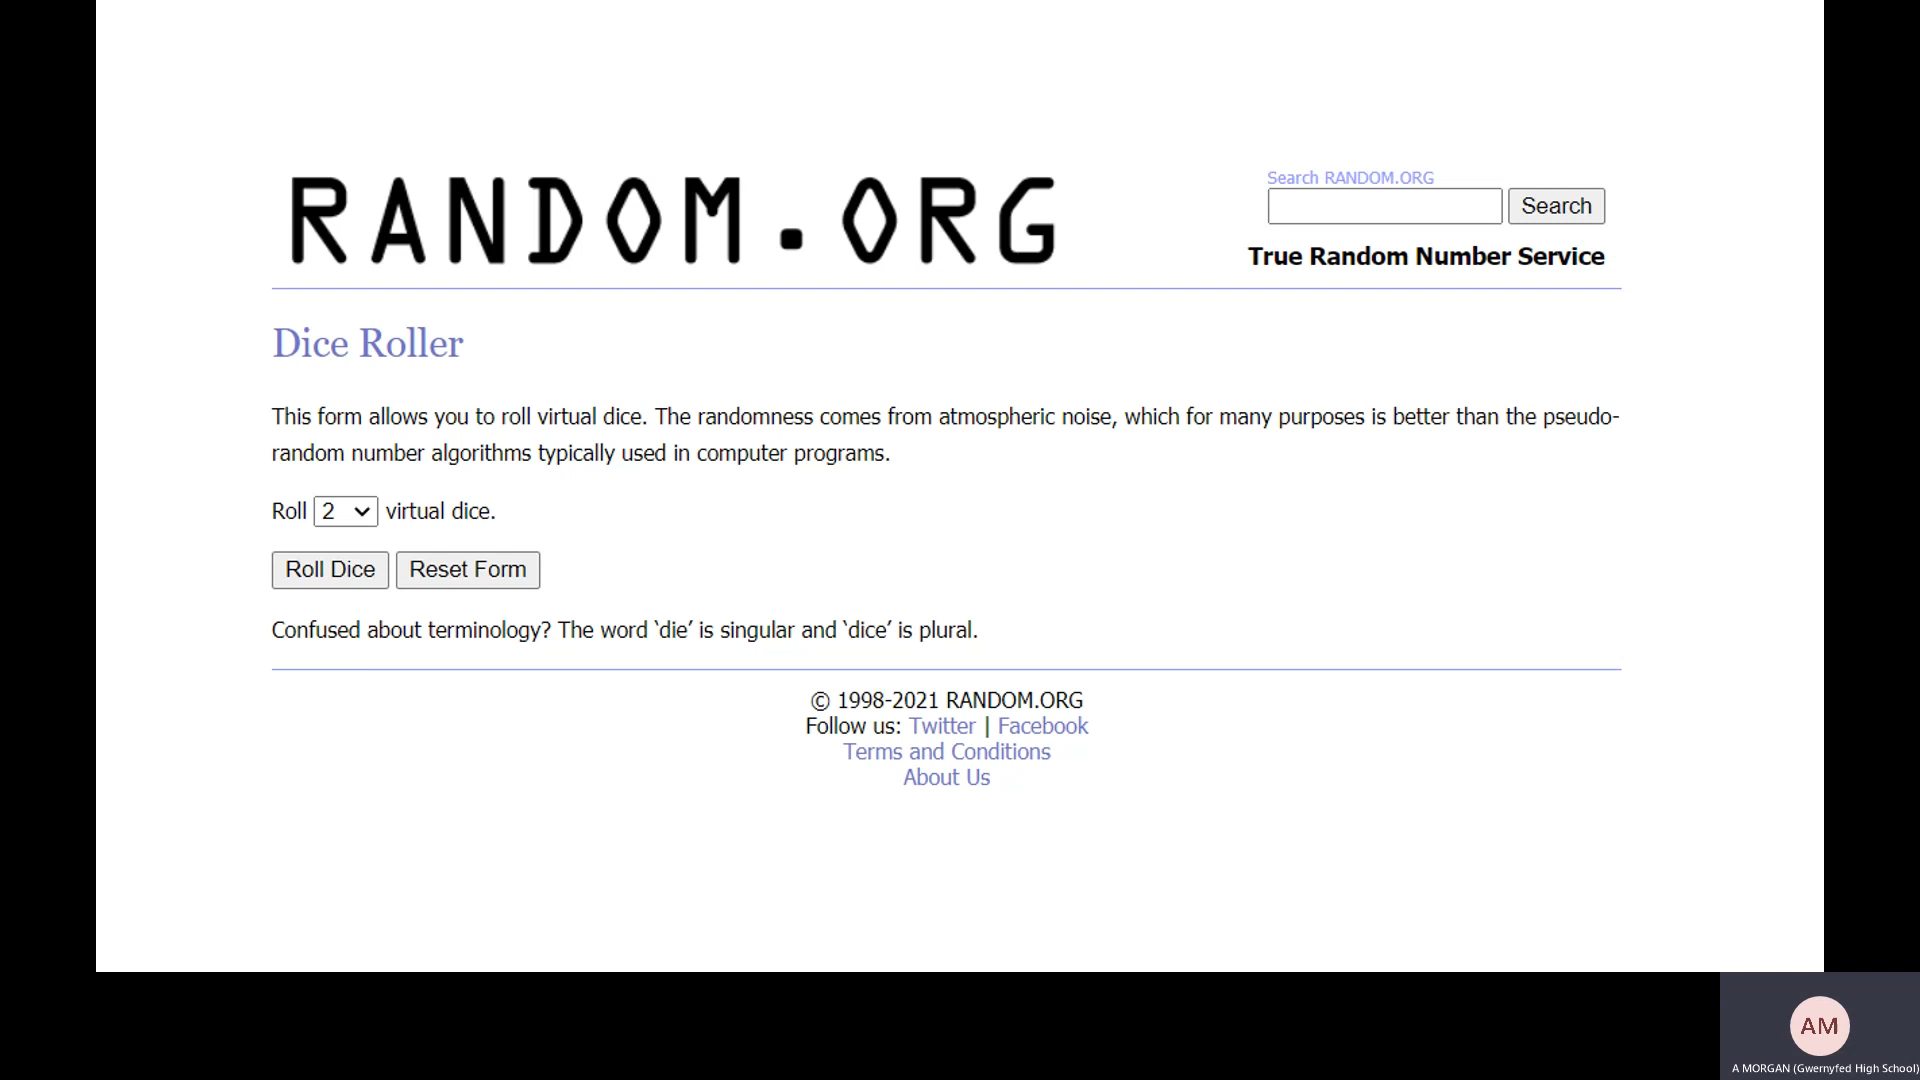 RANDOM.ORG
Search RANDOM.ORG
Search
True Random Number Service
Dice Roller
This form allows you to roll virtual dice. The randomness comes from atmospheric noise, which for many purposes is better than the pseudo-
random number algorithms typically used in computer programs.
Roll 2 virtual dice.
Roll Dice Reset Form
Confused about terminology? The word ‘die’ is singular and ‘dice’ is plural.
© 1998-2021 RANDOM.ORG
Follow us: Twitter | Facebook
Terms and Conditions
About Us
AM
A MORGAN (Gwernyfed High School)